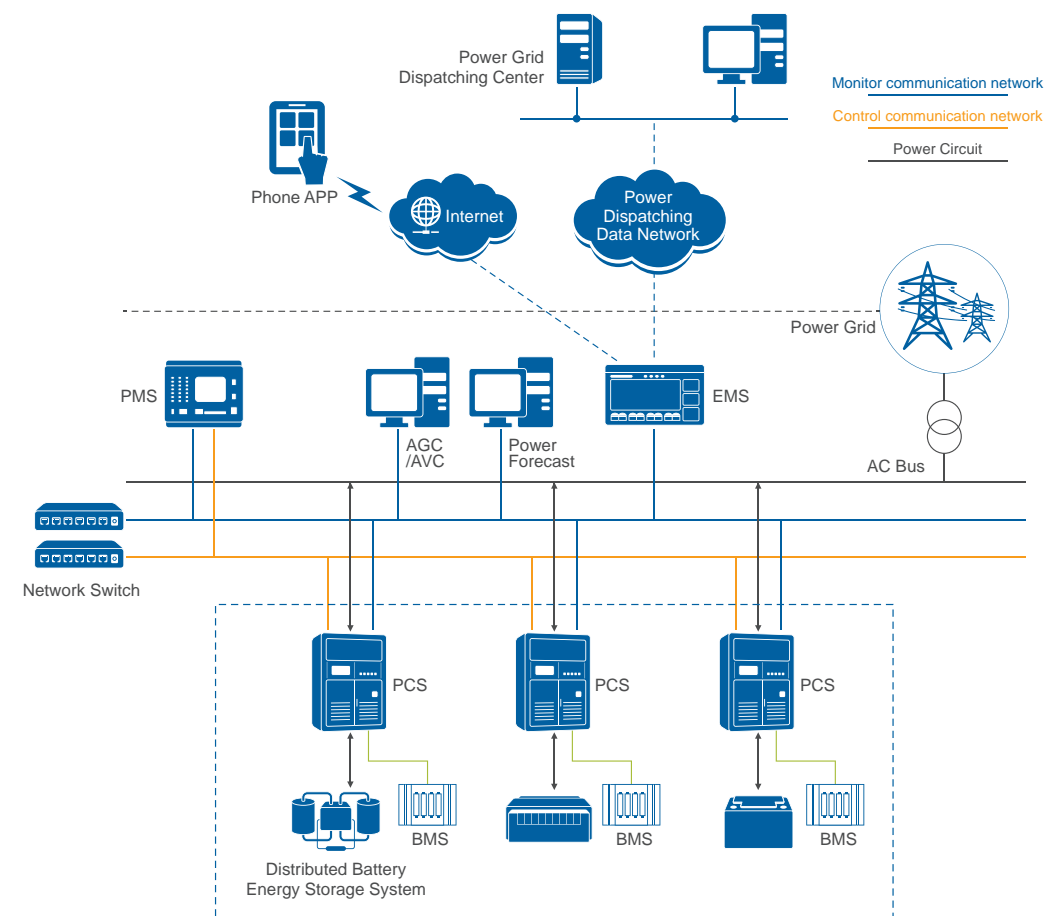 Power Grid
Dispatching Center
Monitor communication network
Control communication network
Power Circuit
Phone APP
Internet
Power
Dispatching
Data Network
Power Grid
PMS
AGC
/AVC
Power
Forecast
EMS
AC Bus
Network Switch
PCS
PCS
PCS
BMS
BMS
BMS
Distributed Battery
Energy Storage System